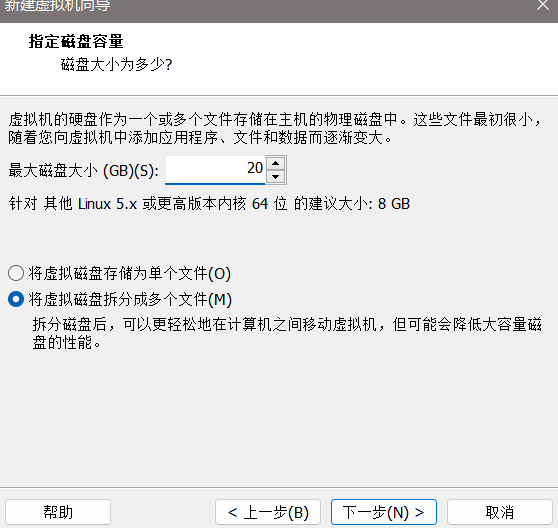 新建虚拟机向导
指定磁盘容量
磁盘大小为多少?
虚拟机的硬盘作为一个或多个文件存储在主机的物理磁盘中。这些文件最初很小，
随着您向虚拟机中添加应用程序、文件和数据而逐渐变大。
最大磁盘大小 (GB)(S): 20
针对 其他 Linux 5.x 或更高版本内核 64 位 的建议大小: 8 GB
将虚拟磁盘存储为单个文件(O)
将虚拟磁盘拆分成多个文件(M)
拆分磁盘后，可以更轻松地在计算机之间移动虚拟机，但可能会降低大容量磁
盘的性能。
帮助 < 上一步(B) 下一步(N) > 取消